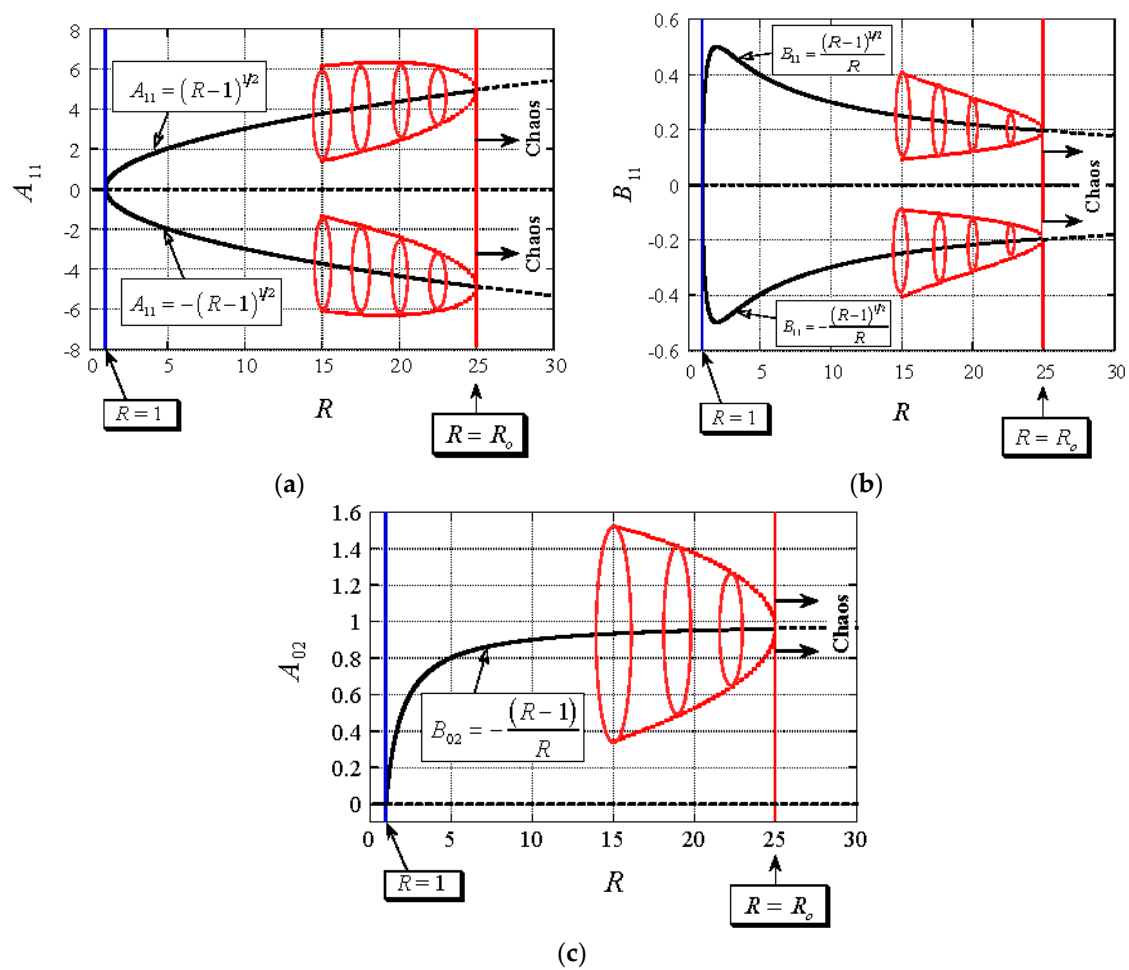 8
6
4
2
0
-2
-4
-6
-8
A₁₁
A₁₁ = (R−1)^1/2
A₁₁ = −(R−1)^1/2
Chaos
Chaos
0 5 10 15 20 25 30
R = 1
R
R = Rₒ
(a)
0.6
0.4
0.2
0
-0.2
-0.4
-0.6
B₁₁
B₁₁ = (R−1)^1/2 / R
B₁₁ = − (R−1)^1/2 / R
Chaos
0 5 10 15 20 25 30
R = 1
R
R = Rₒ
(b)
1.6
1.4
1.2
1
0.8
0.6
0.4
0.2
0
A₀₂
B₀₂ = − (R−1) / R
Chaos
0 5 10 15 20 25 30
R = 1
R
R = Rₒ
(c)